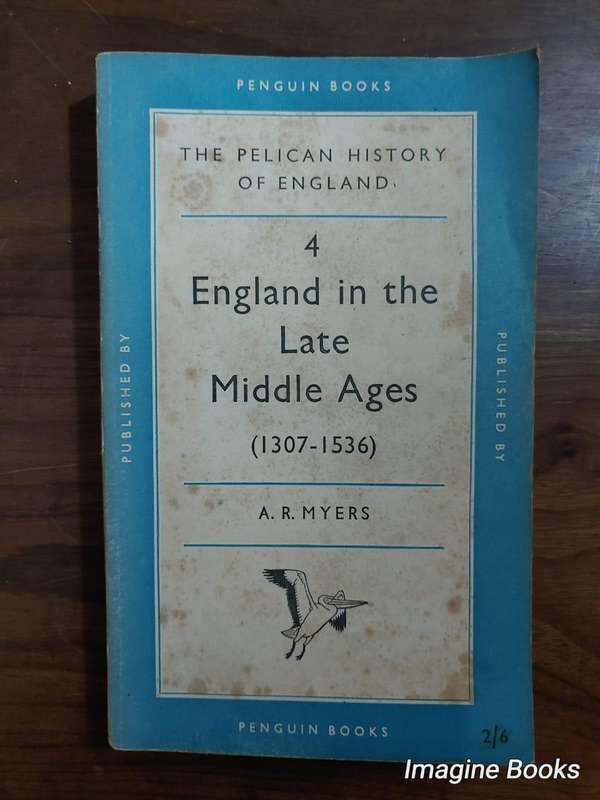 PENGUIN BOOKS
THE PELICAN HISTORY
OF ENGLAND
4
England in the
Late
Middle Ages
(1307-1536)
A. R. MYERS
PUBLISHED BY
PUBLISHED BY
PENGUIN BOOKS
2/6
Imagine Books